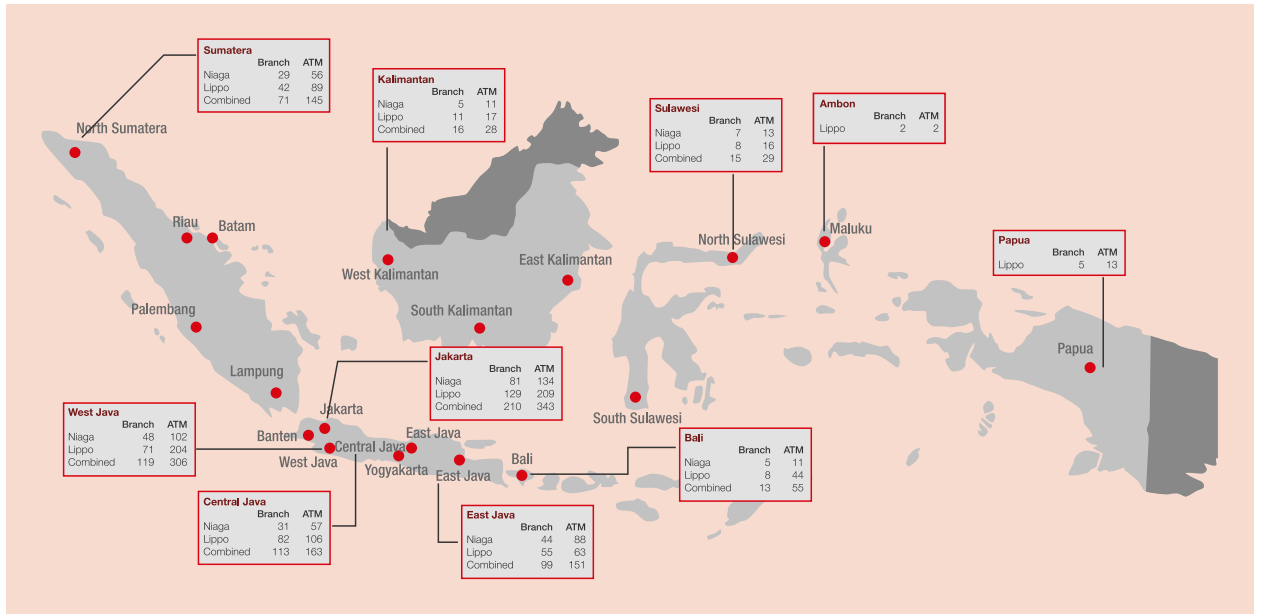 Sumatera
Branch ATM
Niaga 29 56
Lippo 42 89
Combined 71 145
Kalimantan
Branch ATM
Niaga 5 11
Lippo 11 17
Combined 16 28
Sulawesi
Branch ATM
Niaga 7 13
Lippo 8 16
Combined 15 29
Ambon
Branch ATM
Lippo 2 2
Papua
Branch ATM
Lippo 5 13
North Sumatera
Riau
Batam
Palembang
Lampung
West Kalimantan
East Kalimantan
South Kalimantan
North Sulawesi
Maluku
Papua
South Sulawesi
Jakarta
Branch ATM
Niaga 81 134
Lippo 129 209
Combined 210 343
West Java
Branch ATM
Niaga 48 102
Lippo 71 204
Combined 119 306
Jakarta
Banten
West Java
Central Java
East Java
Yogyakarta
East Java
Bali
Bali
Branch ATM
Niaga 5 11
Lippo 8 44
Combined 13 55
Central Java
Branch ATM
Niaga 31 57
Lippo 82 106
Combined 113 163
East Java
Branch ATM
Niaga 44 88
Lippo 55 63
Combined 99 151